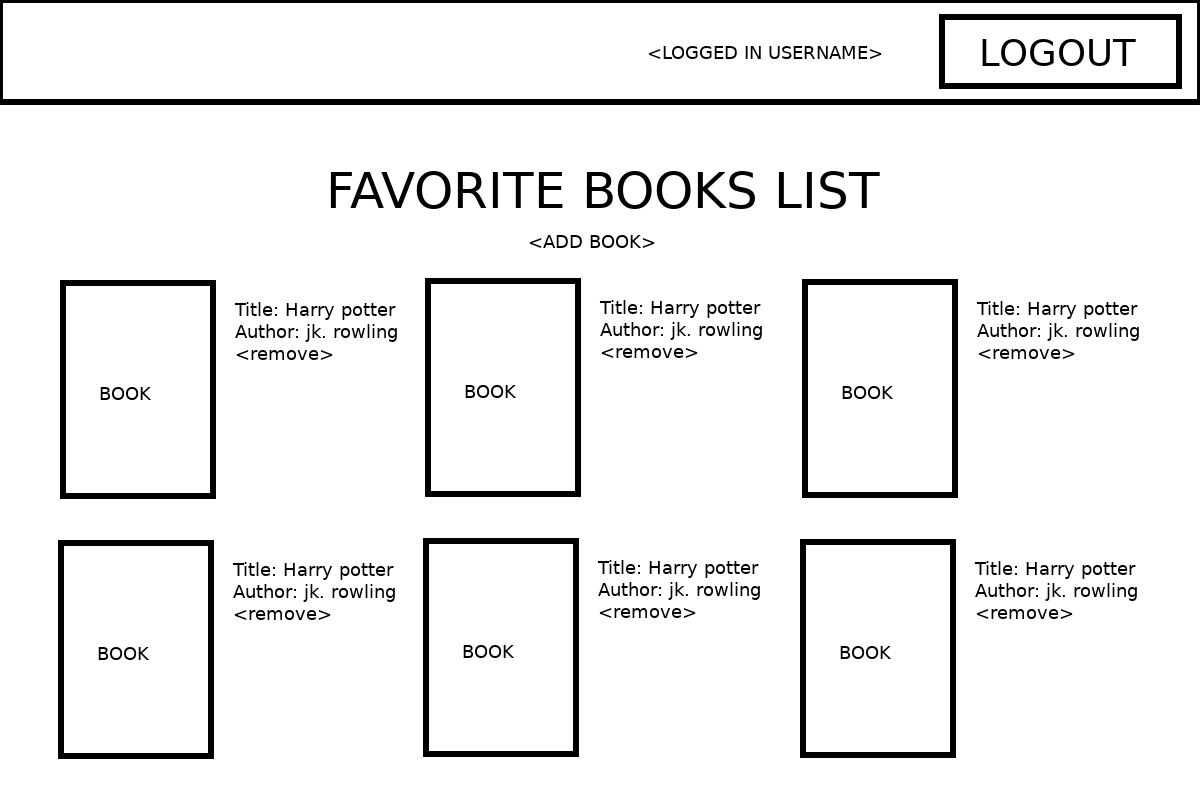 <LOGGED IN USERNAME>
LOGOUT
FAVORITE BOOKS LIST
<ADD BOOK>
BOOK
Title: Harry potter
Author: jk. rowling
<remove>
BOOK
Title: Harry potter
Author: jk. rowling
<remove>
BOOK
Title: Harry potter
Author: jk. rowling
<remove>
BOOK
Title: Harry potter
Author: jk. rowling
<remove>
BOOK
Title: Harry potter
Author: jk. rowling
<remove>
BOOK
Title: Harry potter
Author: jk. rowling
<remove>